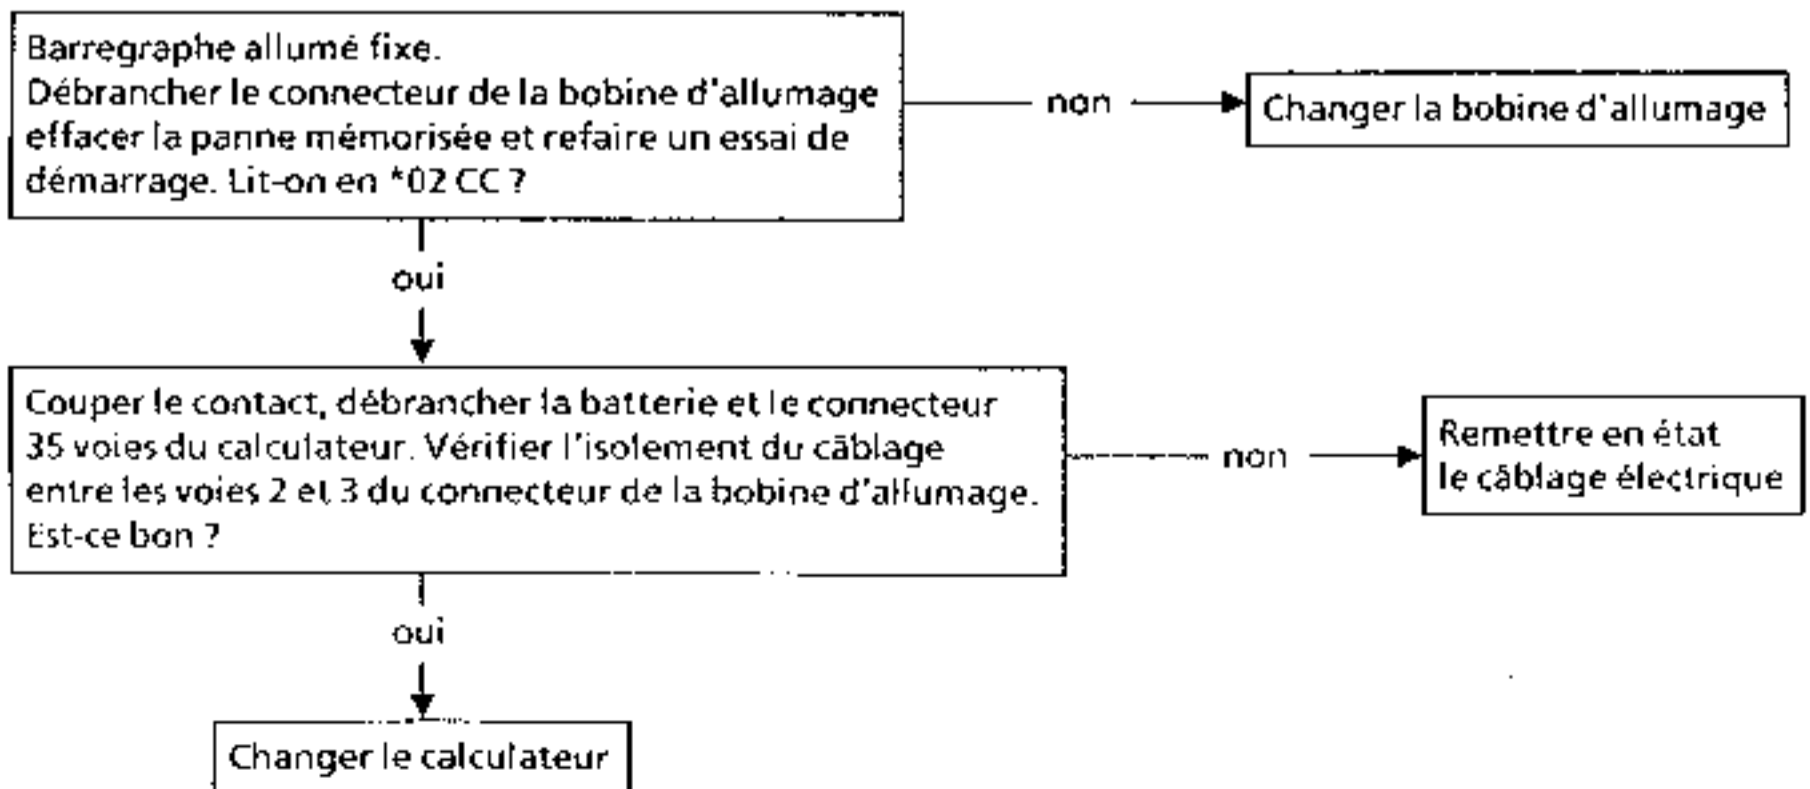 Barregraphe allumé fixe.
Débrancher le connecteur de la bobine d'allumage
effacer la panne mémorisée et refaire un essai de
démarrage. Lit-on en *02 CC ?
non
Changer la bobine d'allumage
oui
Couper le contact, débrancher la batterie et le connecteur
35 voies du calculateur. Vérifier l'isolement du câblage
entre les voies 2 et 3 du connecteur de la bobine d'allumage.
Est-ce bon ?
non
Remettre en état
le câblage électrique
oui
Changer le calculateur